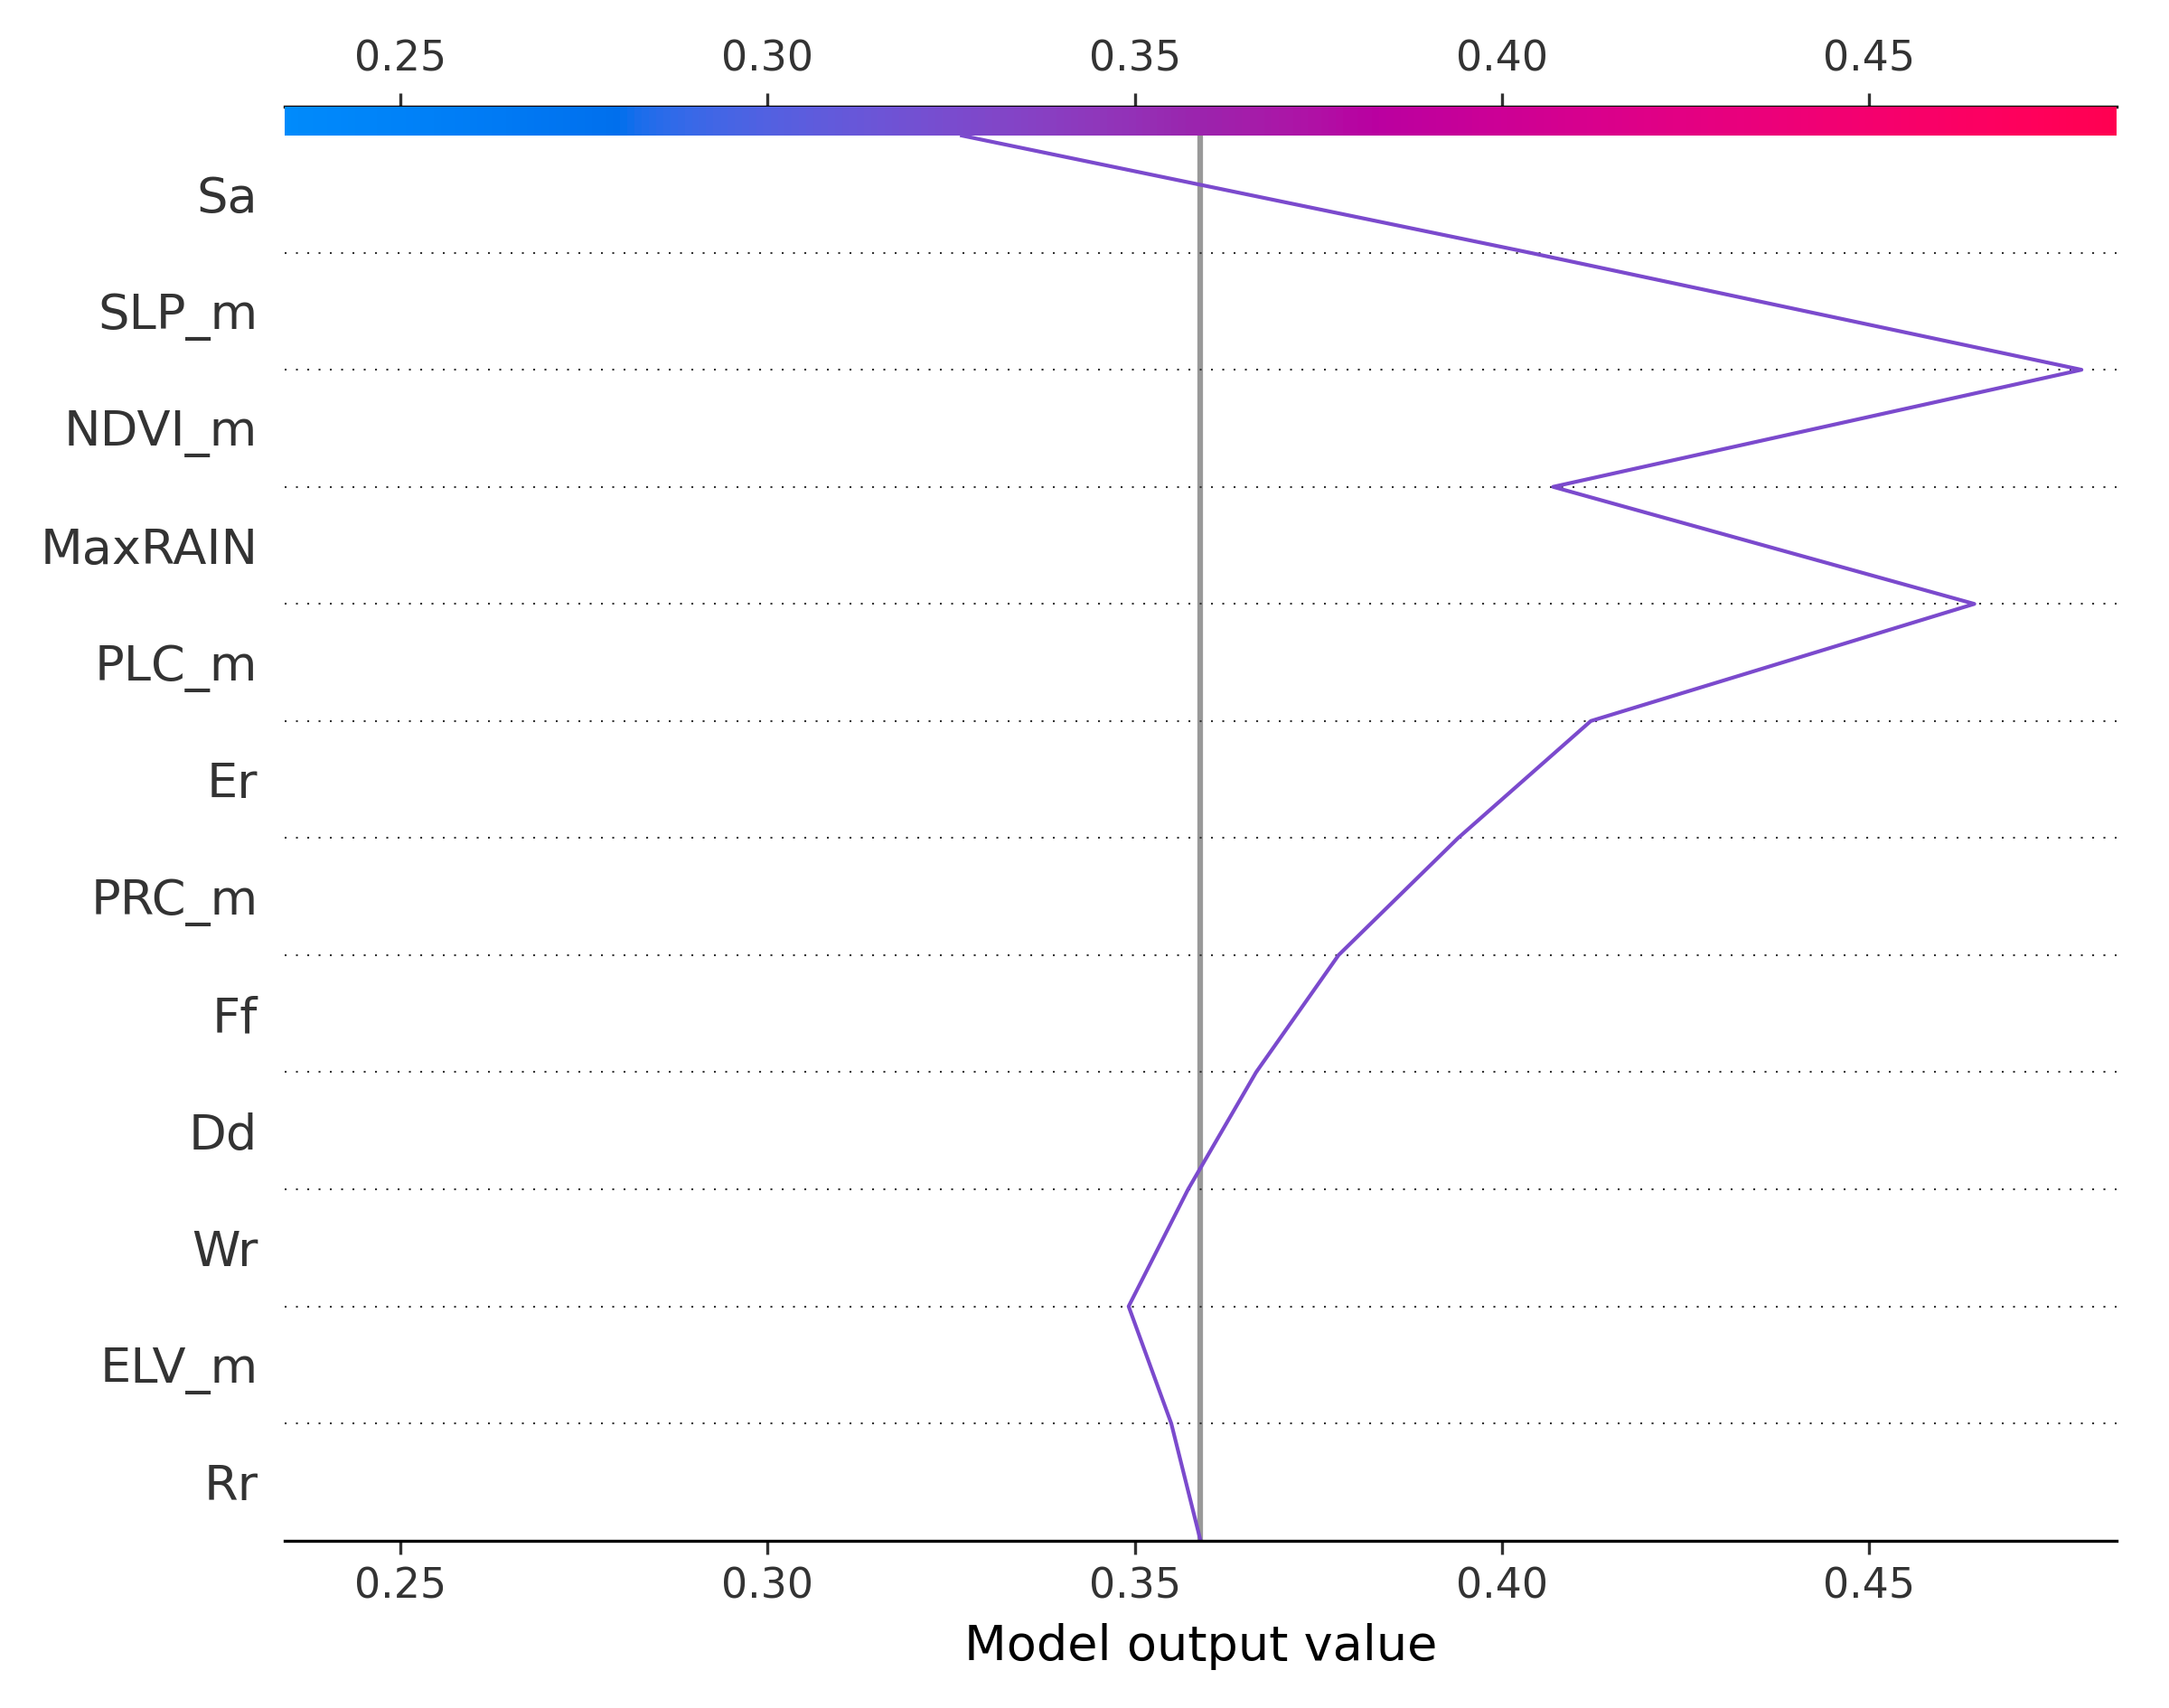 0.25 0.30 0.35 0.40 0.45
Sa
SLP_m
NDVI_m
MaxRAIN
PLC_m
Er
PRC_m
Ff
Dd
Wr
ELV_m
Rr
0.25 0.30 0.35 0.40 0.45
Model output value